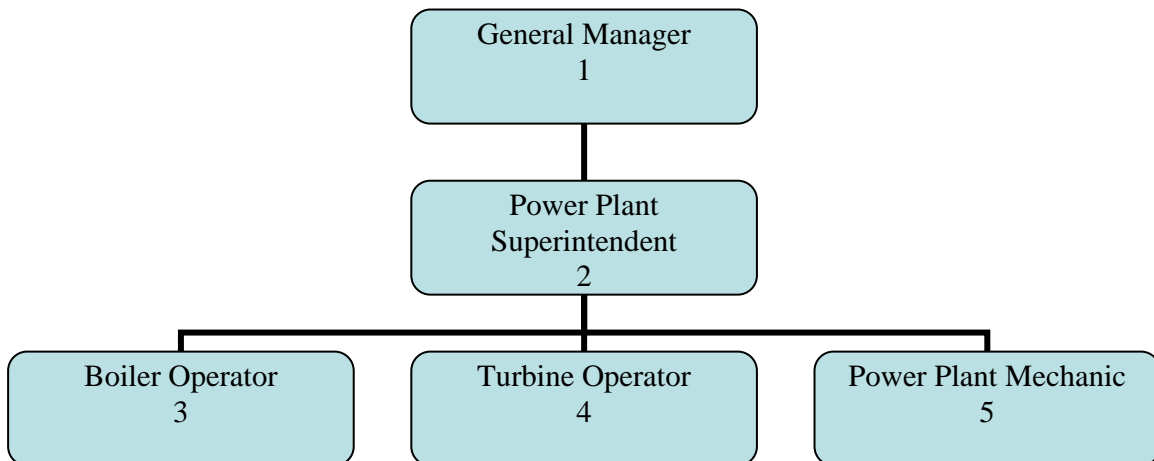 General Manager
1
Power Plant
Superintendent
2
Boiler Operator
3
Turbine Operator
4
Power Plant Mechanic
5